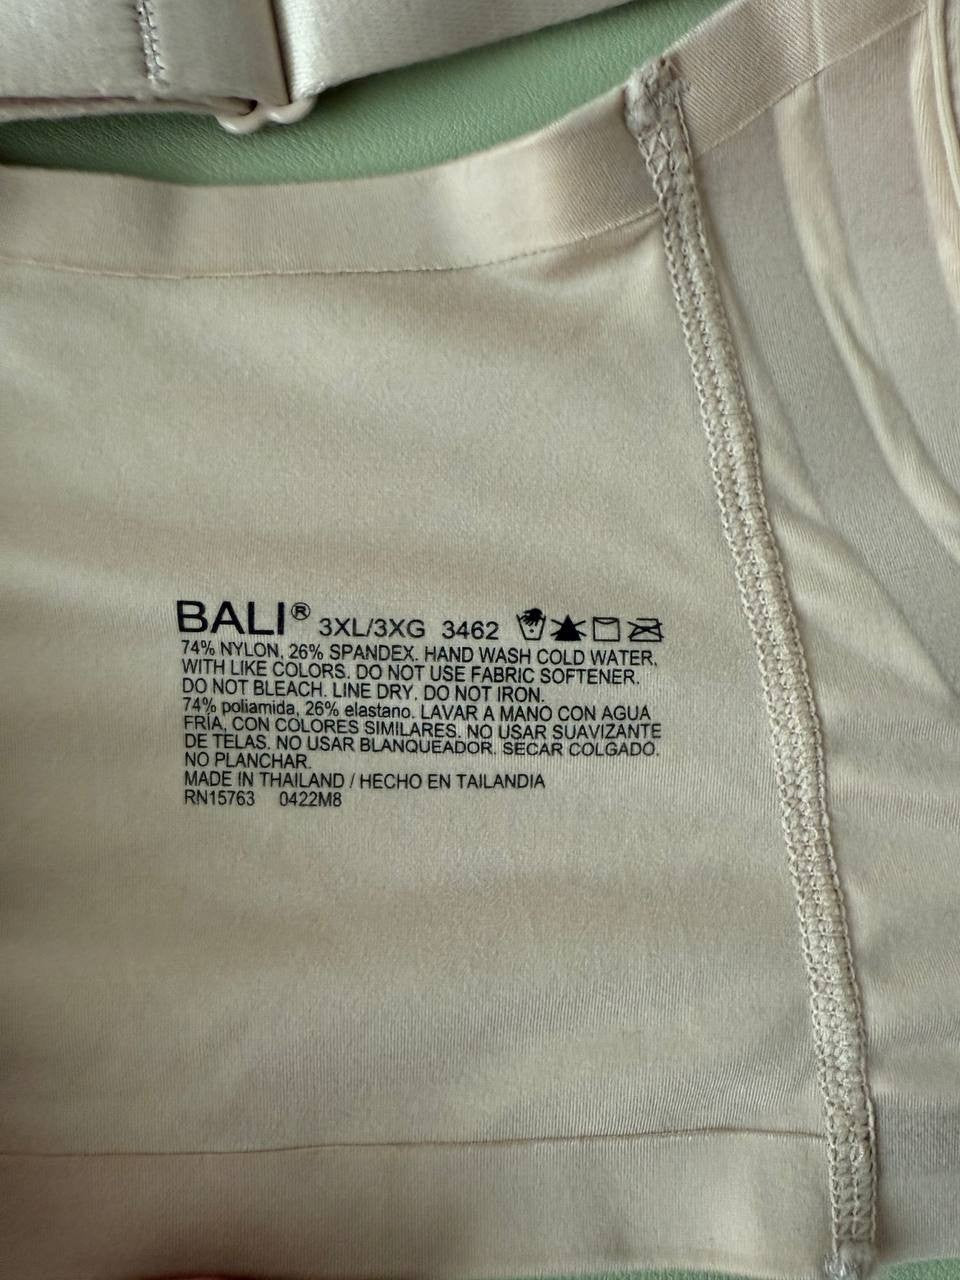 BALI® 3XL/3XG 3462
74% NYLON, 26% SPANDEX. HAND WASH COLD WATER,
WITH LIKE COLORS. DO NOT USE FABRIC SOFTENER.
DO NOT BLEACH. LINE DRY. DO NOT IRON.
74% poliamida, 26% elastano. LAVAR A MANO CON AGUA
FRÍA, CON COLORES SIMILARES. NO USAR SUAVIZANTE
DE TELAS. NO USAR BLANQUEADOR. SECAR COLGADO.
NO PLANCHAR.
MADE IN THAILAND / HECHO EN TAILANDIA
RN15763 0422M8